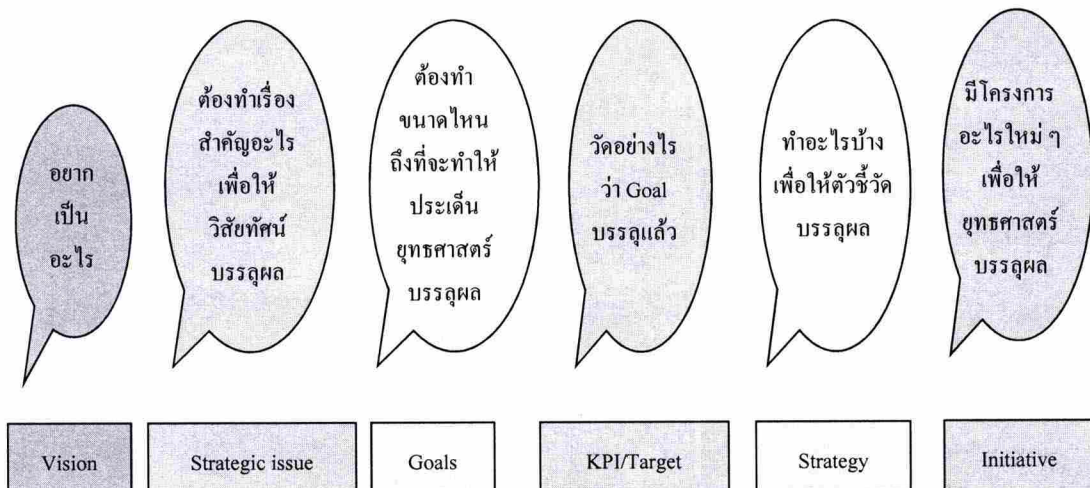 อยาก
เป็น
อะไร
ต้องทำเรื่อง
สำคัญอะไร
เพื่อให้
วิสัยทัศน์
บรรลุผล
ต้องทำ
ขนาดไหน
ถึงที่จะทำให้
ประเด็น
ยุทธศาสตร์
บรรลุผล
วัดอย่างไร
ว่า Goal
บรรลุแล้ว
ทำอะไรบ้าง
เพื่อให้ตัวชี้วัด
บรรลุผล
มีโครงการ
อะไรใหม่ ๆ
เพื่อให้
ยุทธศาสตร์
บรรลุผล
Vision
Strategic issue
Goals
KPI/Target
Strategy
Initiative